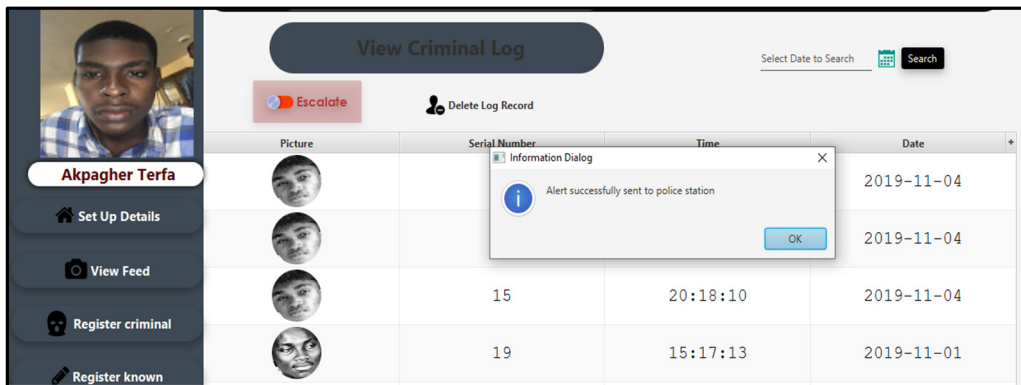 View Criminal Log
Select Date to Search
Search
Escalate
Delete Log Record
Picture
Serial Number
Time
Date
+
Akpagher Terfa
Set Up Details
View Feed
Register criminal
Register known
Information Dialog
Alert successfully sent to police station
OK
2019-11-04
2019-11-04
15 20:18:10 2019-11-04
19 15:17:13 2019-11-01